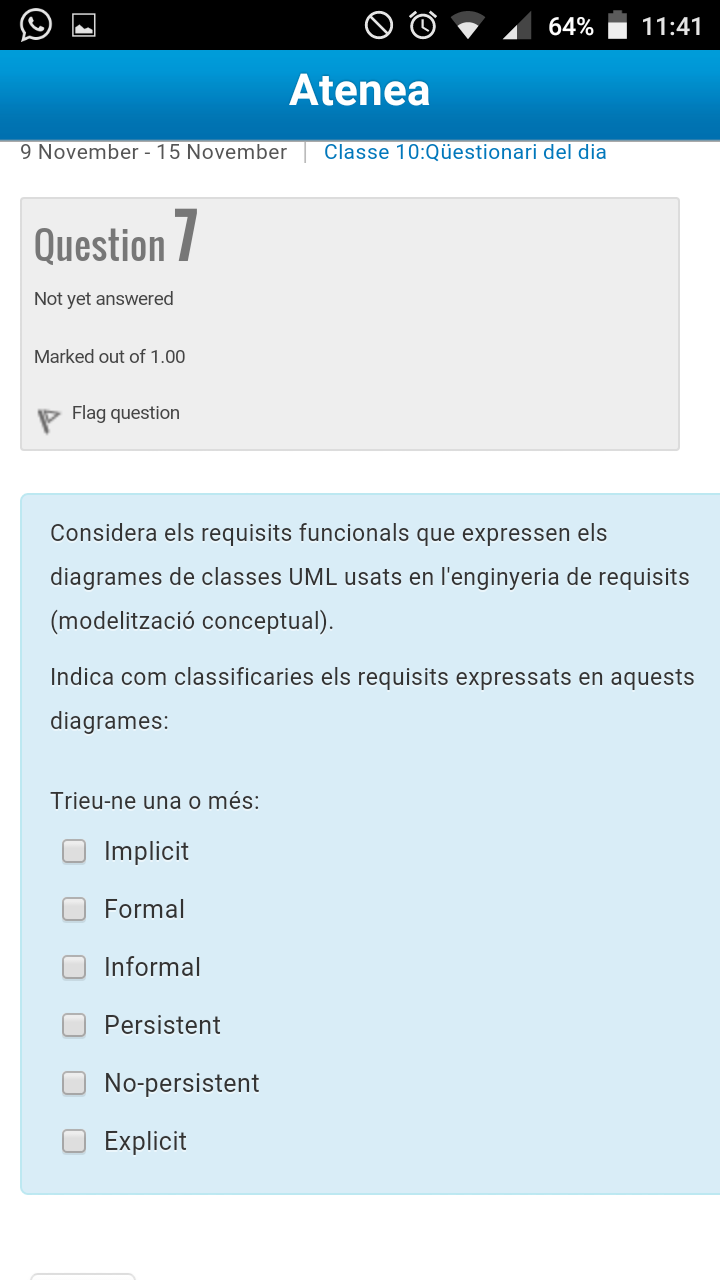 64% 11:41
Atenea
9 November - 15 November Classe 10:Qüestionari del dia
Question 7
Not yet answered
Marked out of 1.00
Flag question
Considera els requisits funcionals que expressen els
diagrames de classes UML usats en l'enginyeria de requisits
(modelització conceptual).
Indica com classificaries els requisits expressats en aquests
diagrames:
Trieu-ne una o més:
Implicit
Formal
Informal
Persistent
No-persistent
Explicit